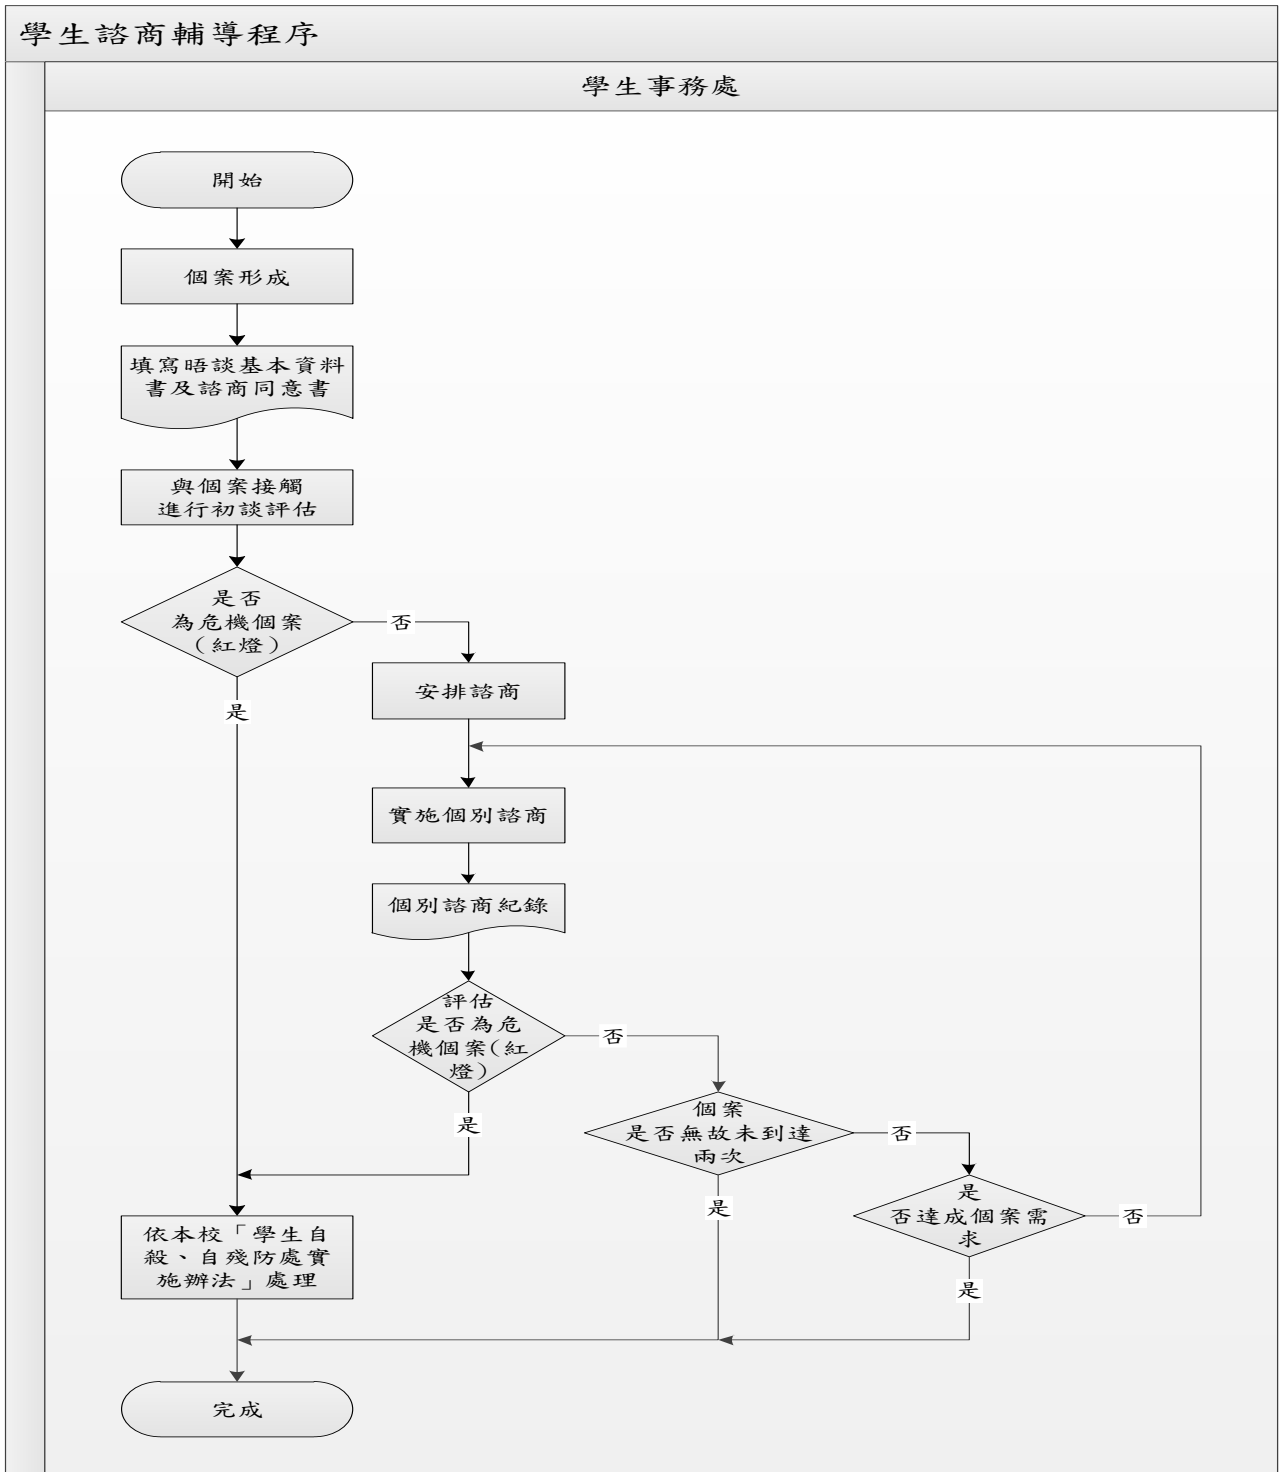 學生諮商輔導程序
學生事務處
開始
個案形成
填寫晤談基本資料
書及諮商同意書
與個案接觸
進行初談評估
是否
為危機個案
（紅燈）
否
是
安排諮商
實施個別諮商
個別諮商紀錄
評估
是否為危
機個案（紅
燈）
否
是
個案
是否無故未到達
兩次
否
是
是
否達成個案需
求
否
是
依本校「學生自
殺、自殘防處實
施辦法」處理
完成